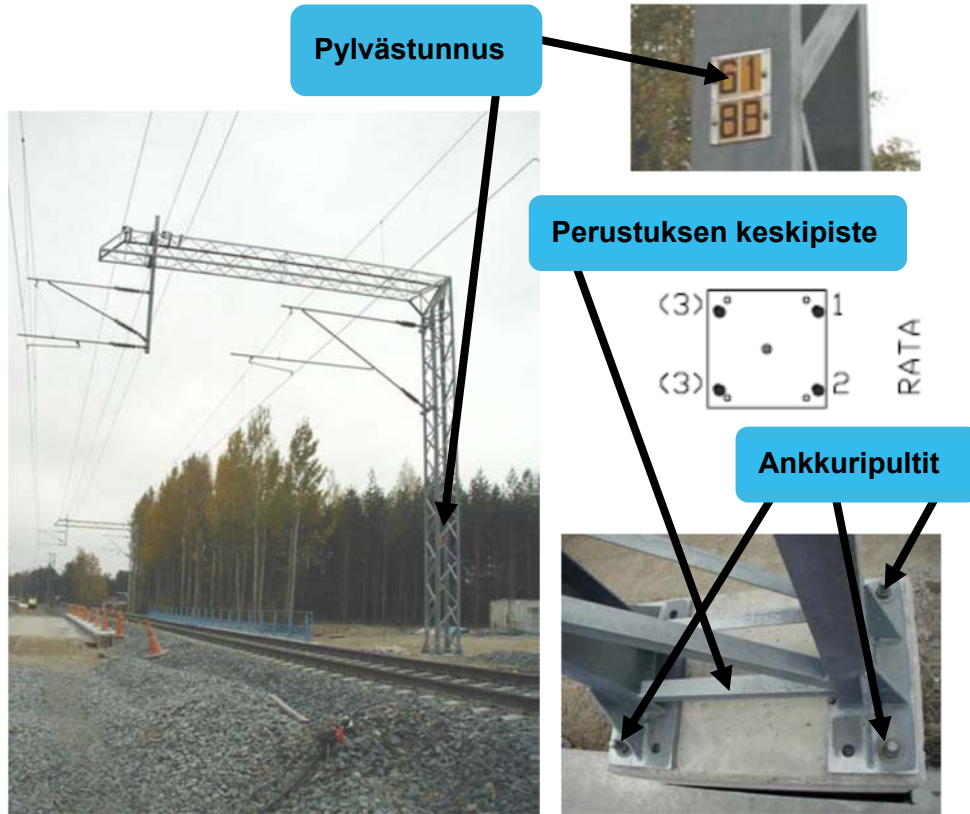 Pylvästunnus
61
88
Perustuksen keskipiste
(3) 1
(3) 2
RATA
Ankkuripultit